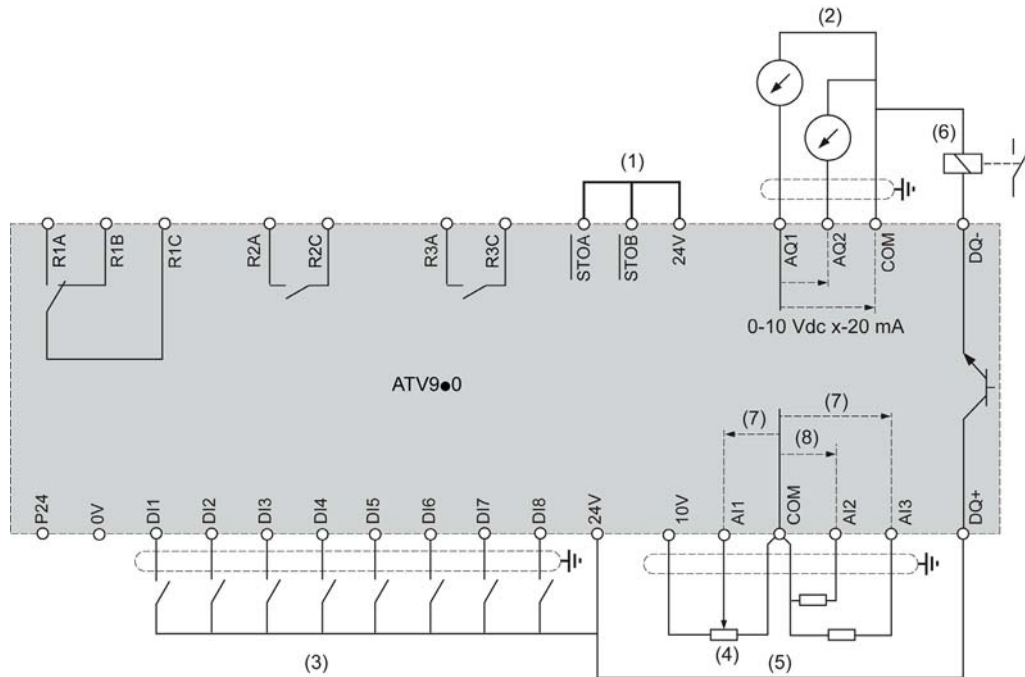 (2)
(6)
(1)
R1A
R1B
R1C
R2A
R2C
R3A
R3C
STOA
STOB
24V
AQ1
AQ2
COM
DQ-
0-10 Vdc x-20 mA
ATV9●0
(7)
(7)
(8)
P24
0V
DI1
DI2
DI3
DI4
DI5
DI6
DI7
DI8
24V
10V
AI1
COM
AI2
AI3
DQ+
(3)
(4)
(5)